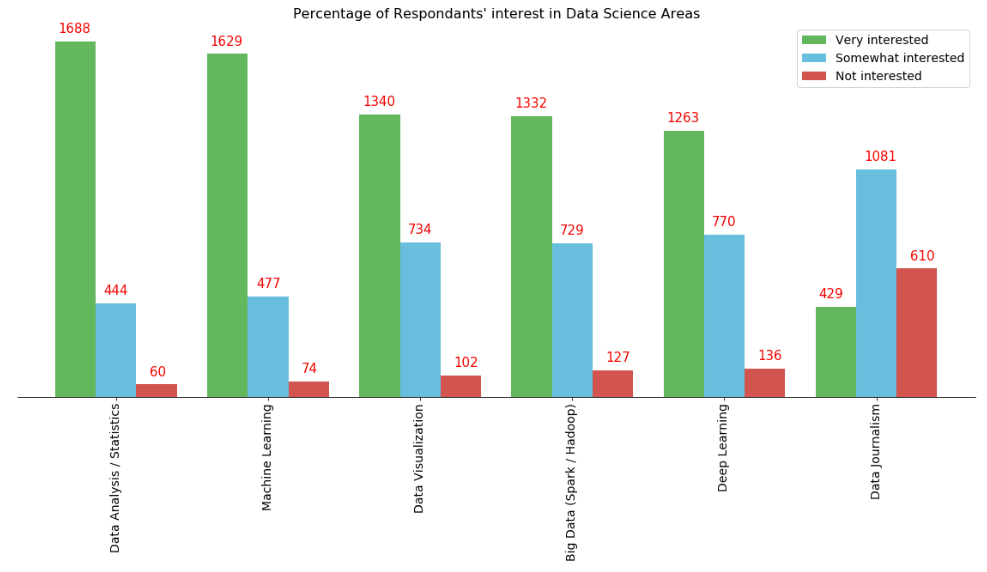 Percentage of Respondants' interest in Data Science Areas
Very interested
Somewhat interested
Not interested
1688
444
60
1629
477
74
1340
734
102
1332
729
127
1263
770
136
429
1081
610
Data Analysis / Statistics
Machine Learning
Data Visualization
Big Data (Spark / Hadoop)
Deep Learning
Data Journalism